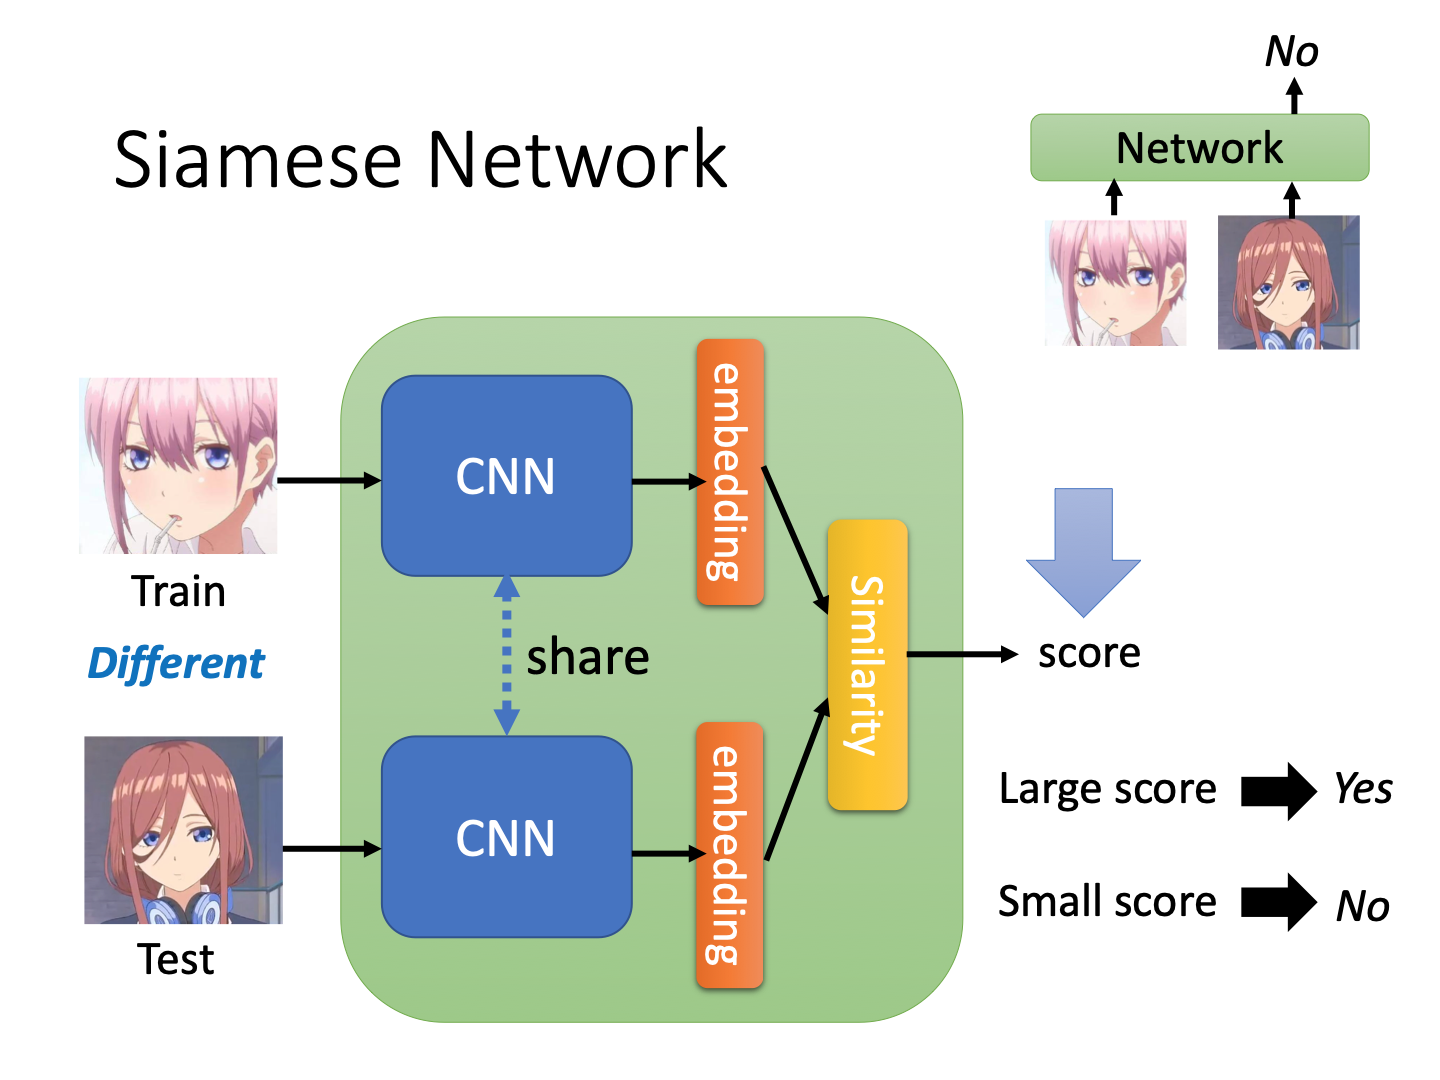 Siamese Network
No
Network
Train
Different
Test
CNN
share
CNN
embedding
embedding
Similarity
score
Large score
Yes
Small score
No